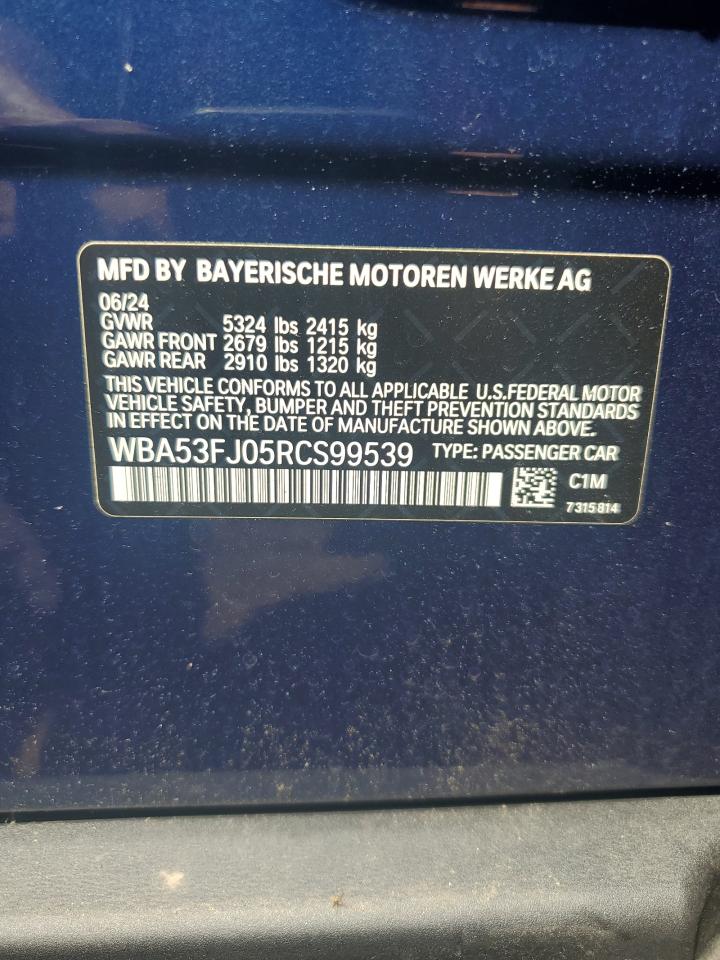 MFD BY BAYERISCHE MOTOREN WERKE AG
06/24
GVWR 5324 lbs 2415 kg
GAWR FRONT 2679 lbs 1215 kg
GAWR REAR 2910 lbs 1320 kg
THIS VEHICLE CONFORMS TO ALL APPLICABLE U.S.FEDERAL MOTOR
VEHICLE SAFETY, BUMPER AND THEFT PREVENTION STANDARDS
IN EFFECT ON THE DATE OF MANUFACTURE SHOWN ABOVE.
WBA53FJ05RCS99539 TYPE: PASSENGER CAR
C1M
7315814